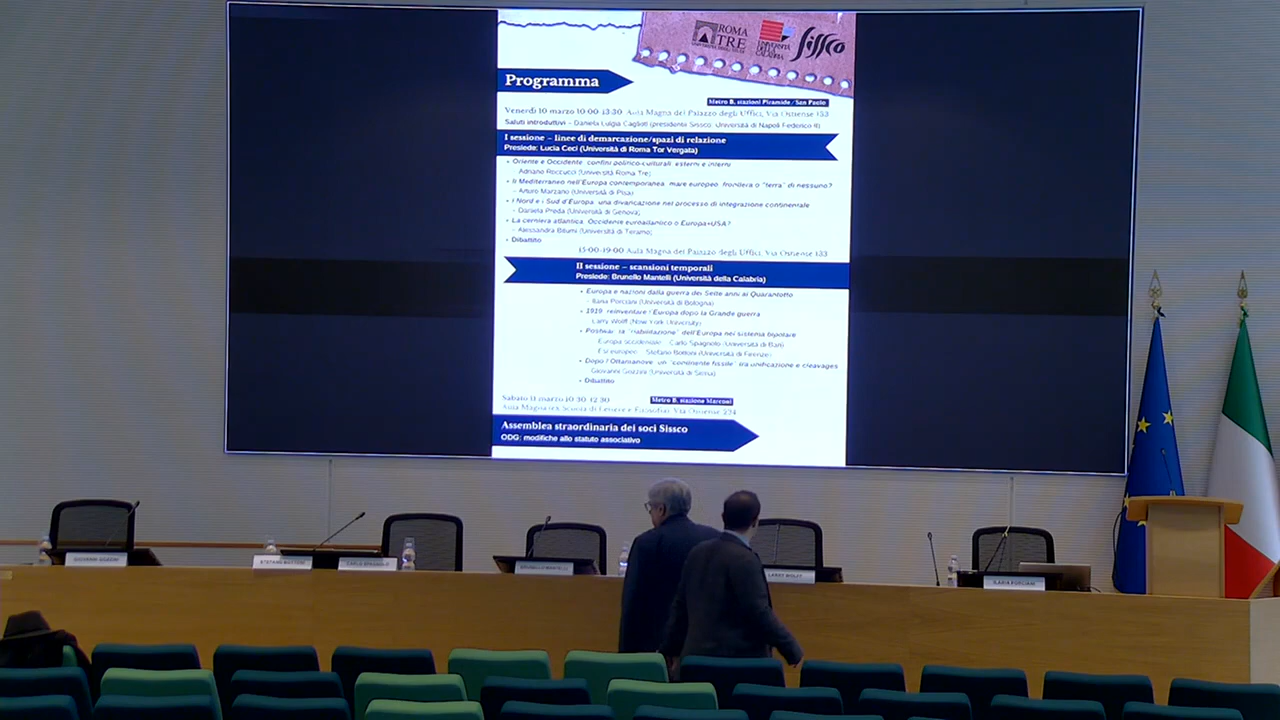 ROMA
TRE
UNIVERSITÀ
DELLA
CALABRIA
Sissco
Programma
Metro B, stazioni Piramide/San Paolo
Venerdì 10 marzo 10:00-13:30 Aula Magna del Palazzo degli Uffici, Via Ostiense 133
Saluti introduttivi – Daniela Luigia Caglioti (presidente Sissco, Università di Napoli Federico II)
I sessione – linee di demarcazione/spazi di relazione
Presiede: Lucia Ceci (Università di Roma Tor Vergata)
• Oriente e Occidente: confini politico-culturali, esterni e interni
Adriano Roccucci (Università Roma Tre)
• Il Mediterraneo nell'Europa contemporanea: mare europeo, frontiera o "terra" di nessuno?
– Arturo Marzano (Università di Pisa)
• I Nord e i Sud d'Europa: una divaricazione nel processo di integrazione continentale
– Daniela Preda (Università di Genova)
• La cerniera atlantica. Occidente euroatlantico o Europa+USA?
– Alessandra Bitumi (Università di Teramo)
• Dibattito
15:00-19:00 Aula Magna del Palazzo degli Uffici, Via Ostiense 133
II sessione – scansioni temporali
Presiede: Brunello Mantelli (Università della Calabria)
• Europa e nazioni dalla guerra dei Sette anni al Quarantotto
– Ilaria Porciani (Università di Bologna)
• 1919: reinventare l'Europa dopo la Grande guerra
Larry Wolff (New York University)
• Postwar: la "riabilitazione" dell'Europa nel sistema bipolare
Europa occidentale – Carlo Spagnolo (Università di Bari)
Est europeo – Stefano Bottoni (Università di Firenze)
• Dopo l'Ottantanove: un "continente fissile" tra unificazione e cleavages
Giovanni Gozzini (Università di Siena)
• Dibattito
Sabato 11 marzo 10:30-12:30
Metro B, stazione Marconi
Aula Magna ex Scuola di Lettere e Filosofia, Via Ostiense 234
Assemblea straordinaria dei soci Sissco
ODG: modifiche allo statuto associativo
GIOVANNI GOZZINI
STEFANO BOTTONI
CARLO SPAGNOLO
BRUNELLO MANTELLI
LARRY WOLFF
ILARIA PORCIANI